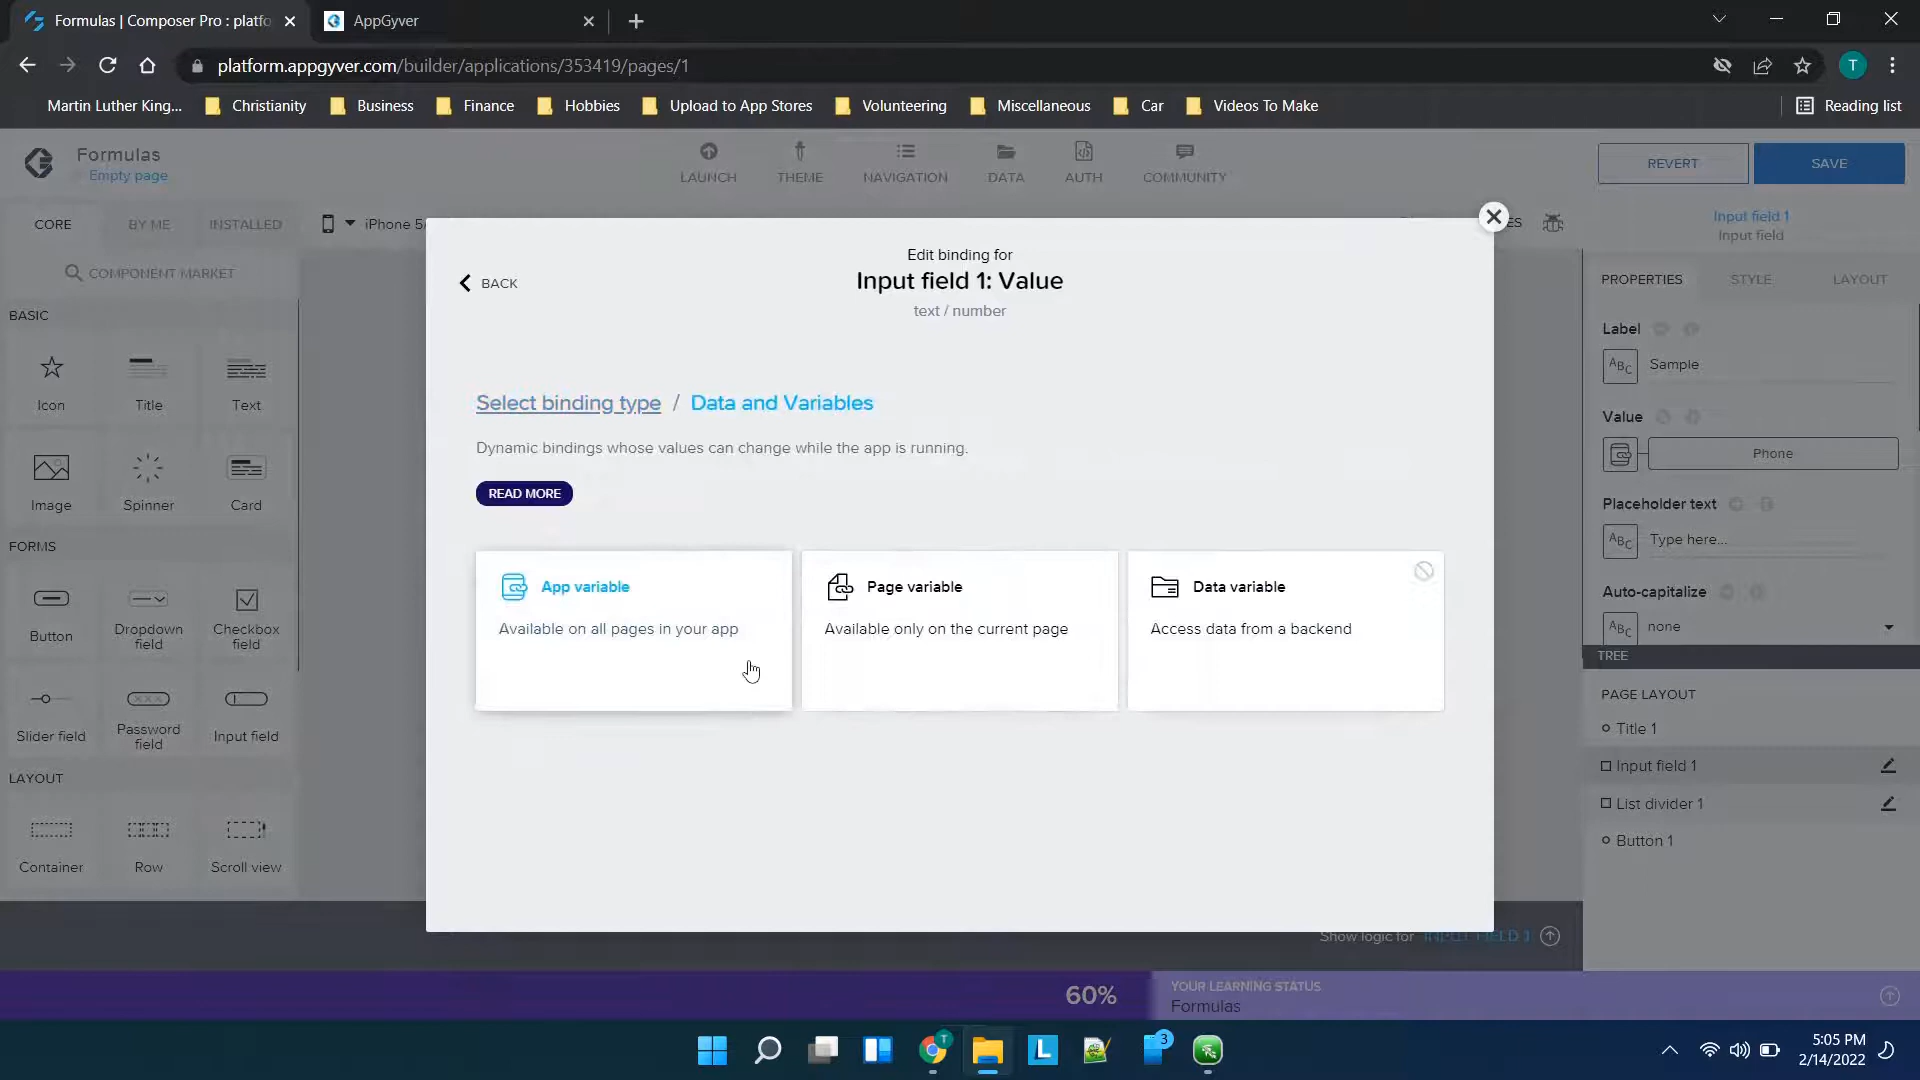 Formulas | Composer Pro : platfo
AppGyver
platform.appgyver.com/builder/applications/353419/pages/1
T
Martin Luther King...
Christianity
Business
Finance
Hobbies
Upload to App Stores
Volunteering
Miscellaneous
Car
Videos To Make
Reading list
Formulas
Empty page
LAUNCH
THEME
NAVIGATION
DATA
AUTH
COMMUNITY
REVERT
SAVE
CORE
BY ME
INSTALLED
iPhone 5
ES
COMPONENT MARKET
BASIC
Icon
Title
Text
Image
Spinner
Card
FORMS
Button
Dropdown
field
Checkbox
field
Slider field
Password
field
Input field
LAYOUT
Container
Row
Scroll view
BACK
Edit binding for
Input field 1: Value
text / number
Select binding type / Data and Variables
Dynamic bindings whose values can change while the app is running.
READ MORE
App variable
Available on all pages in your app
Page variable
Available only on the current page
Data variable
Access data from a backend
Input field 1
Input field
PROPERTIES
STYLE
LAYOUT
Label
ABC
Sample
Value
Phone
Placeholder text
ABC
Type here...
Auto-capitalize
ABC
none
TREE
PAGE LAYOUT
Title 1
Input field 1
List divider 1
Button 1
Show logic for INPUT FIELD 1
60%
YOUR LEARNING STATUS
Formulas
T
L
3
5:05 PM
2/14/2022